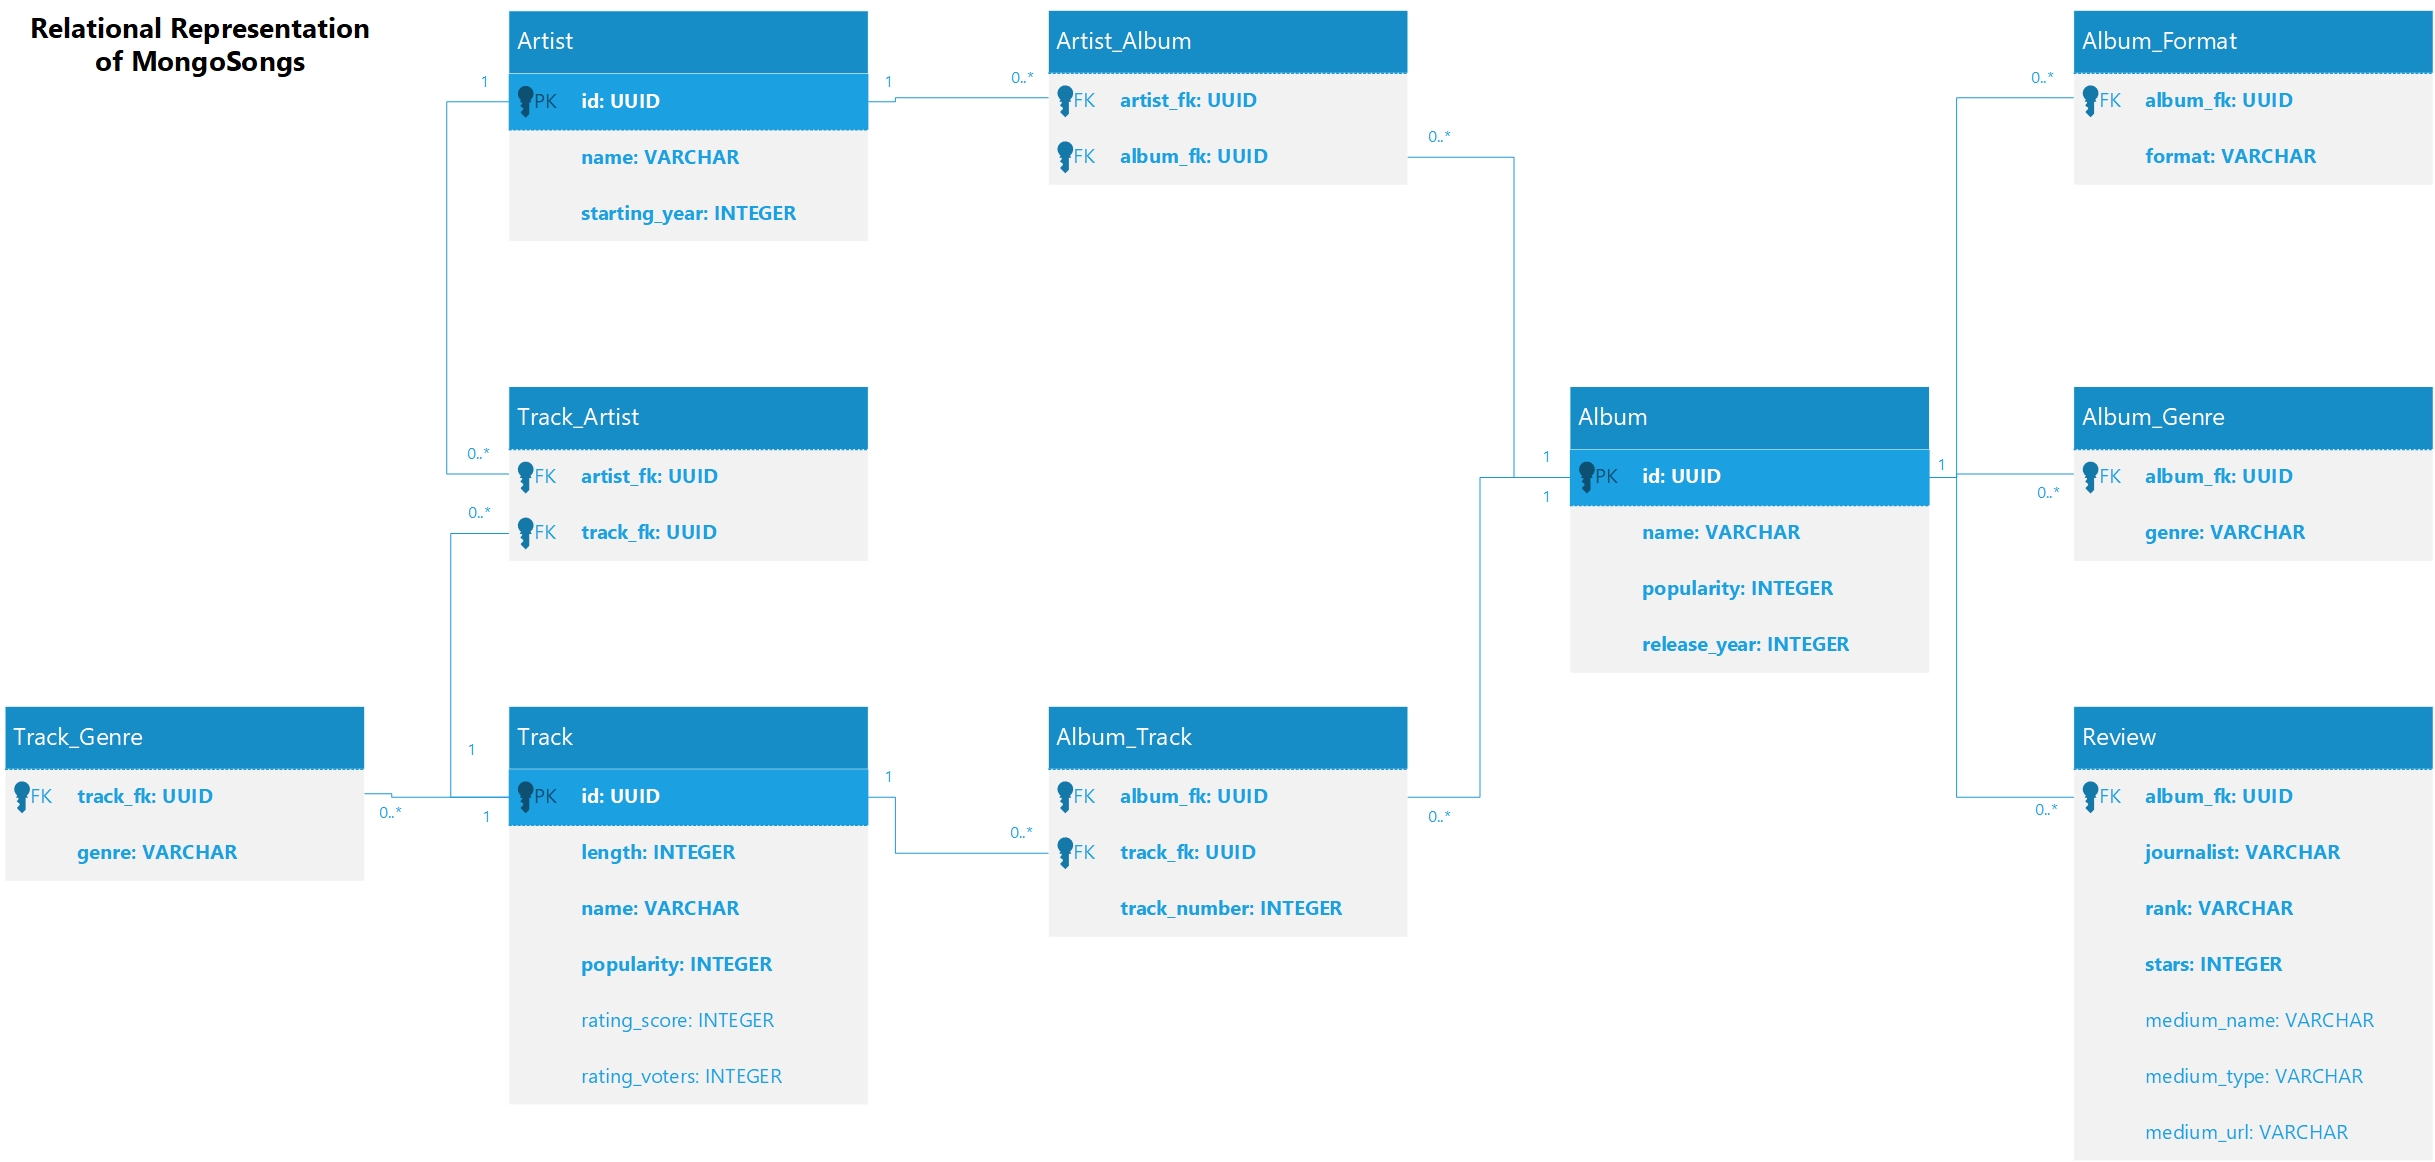 Relational Representation
of MongoSongs
Artist
PK id: UUID
name: VARCHAR
starting_year: INTEGER
1
1
0..*
Artist_Album
FK artist_fk: UUID
FK album_fk: UUID
0..*
Album_Format
FK album_fk: UUID
format: VARCHAR
0..*
Track_Artist
FK artist_fk: UUID
FK track_fk: UUID
0..*
0..*
Album
PK id: UUID
name: VARCHAR
popularity: INTEGER
release_year: INTEGER
1
1
1
Album_Genre
FK album_fk: UUID
genre: VARCHAR
0..*
Track_Genre
FK track_fk: UUID
genre: VARCHAR
0..*
1
1
Track
PK id: UUID
length: INTEGER
name: VARCHAR
popularity: INTEGER
rating_score: INTEGER
rating_voters: INTEGER
1
0..*
Album_Track
FK album_fk: UUID
FK track_fk: UUID
track_number: INTEGER
0..*
0..*
Review
FK album_fk: UUID
journalist: VARCHAR
rank: VARCHAR
stars: INTEGER
medium_name: VARCHAR
medium_type: VARCHAR
medium_url: VARCHAR